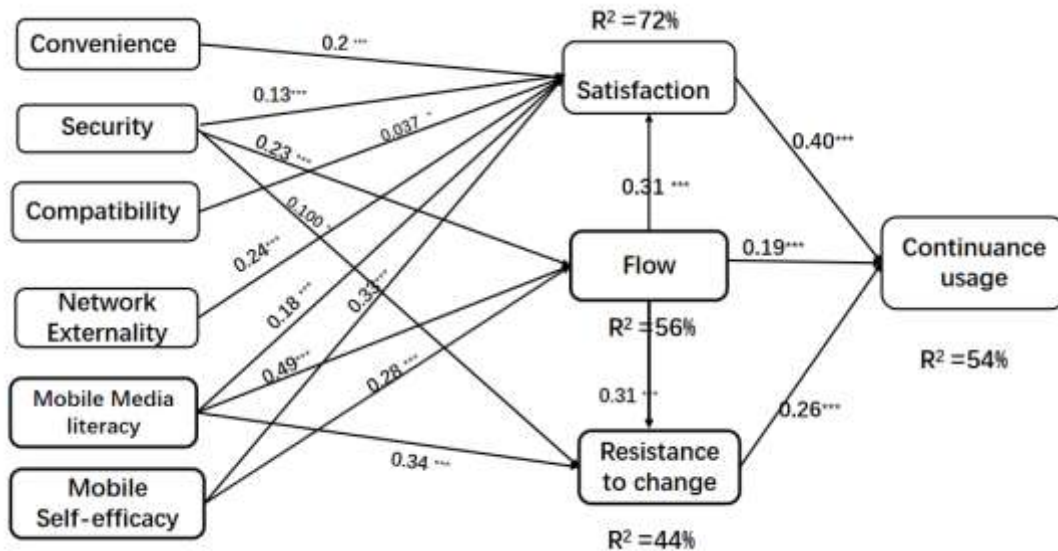 R² =72%
Convenience
0.2 ***
Satisfaction
0.13***
Security
0.037 *
0.40***
0.23 ***
0.31 ***
Compatibility
0.100 *
Continuance
usage
Flow
0.19***
0.24***
0.18 ***
0.33***
Network
Externality
R² =56%
R² =54%
0.49***
0.28 ***
0.31 ***
Mobile Media
literacy
0.26***
0.34 ***
Resistance
to change
Mobile
Self-efficacy
R² =44%